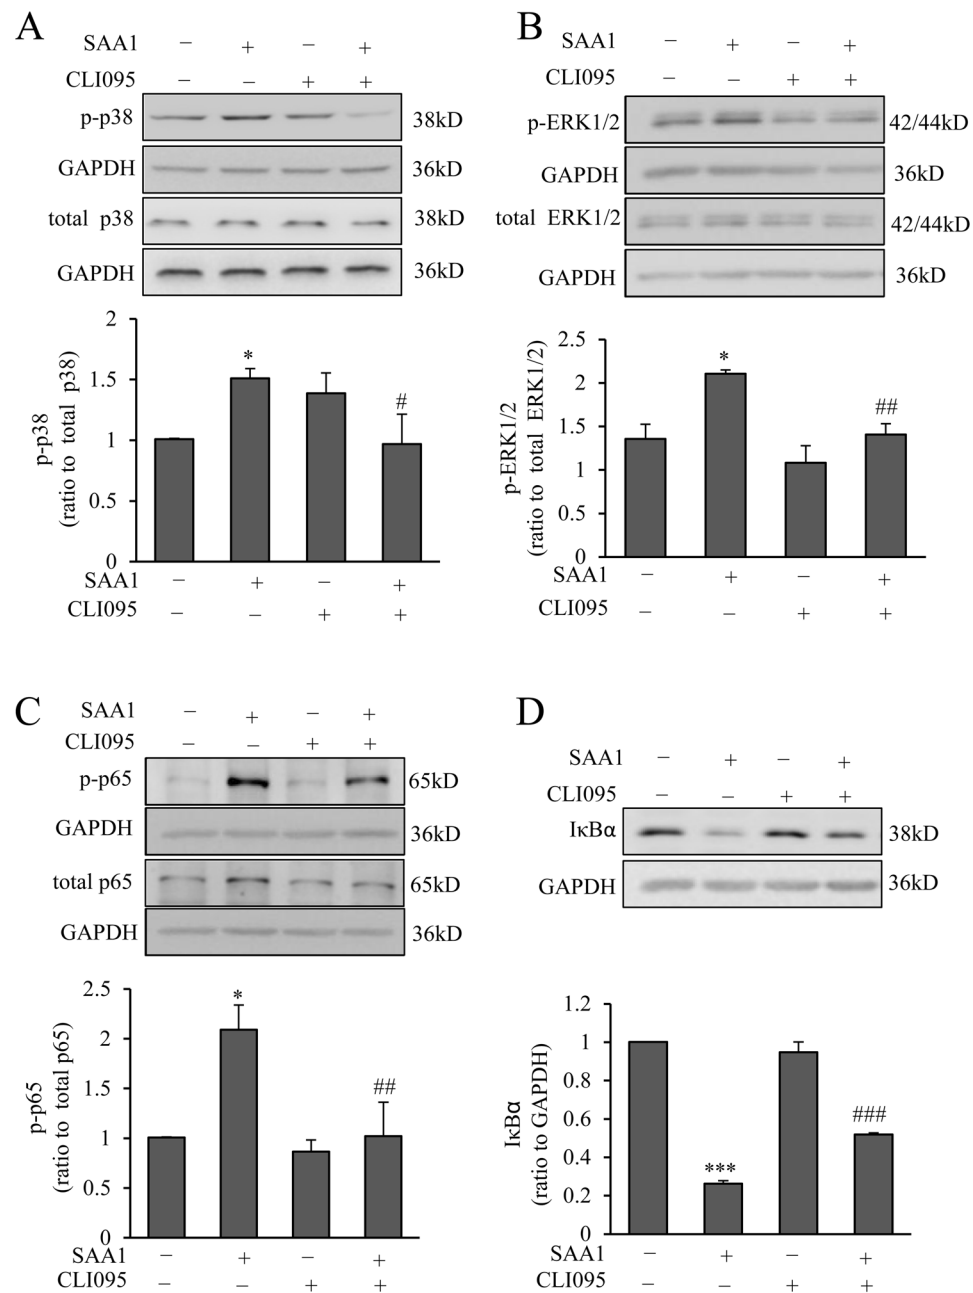 A
SAA1 – + – +
CLI095 – – + +
p-p38 38kD
GAPDH 36kD
total p38 38kD
GAPDH 36kD
2
1.5
1
0.5
0
p-p38
(ratio to total p38)
*
#
SAA1 – + – +
CLI095 – – + +
B
SAA1 – + – +
CLI095 – – + +
p-ERK1/2 42/44kD
GAPDH 36kD
total ERK1/2 42/44kD
GAPDH 36kD
2.5
2
1.5
1
0.5
0
p-ERK1/2
(ratio to total ERK1/2)
*
##
SAA1 – + – +
CLI095 – – + +
C
SAA1 – + – +
CLI095 – – + +
p-p65 65kD
GAPDH 36kD
total p65 65kD
GAPDH 36kD
2.5
2
1.5
1
0.5
0
p-p65
(ratio to total p65)
*
##
SAA1 – + – +
CLI095 – – + +
D
SAA1 – + – +
CLI095 – – + +
IκBα 38kD
GAPDH 36kD
1.2
1
0.8
0.6
0.4
0.2
0
IκBα
(ratio to GAPDH)
***
###
SAA1 – + – +
CLI095 – – + +